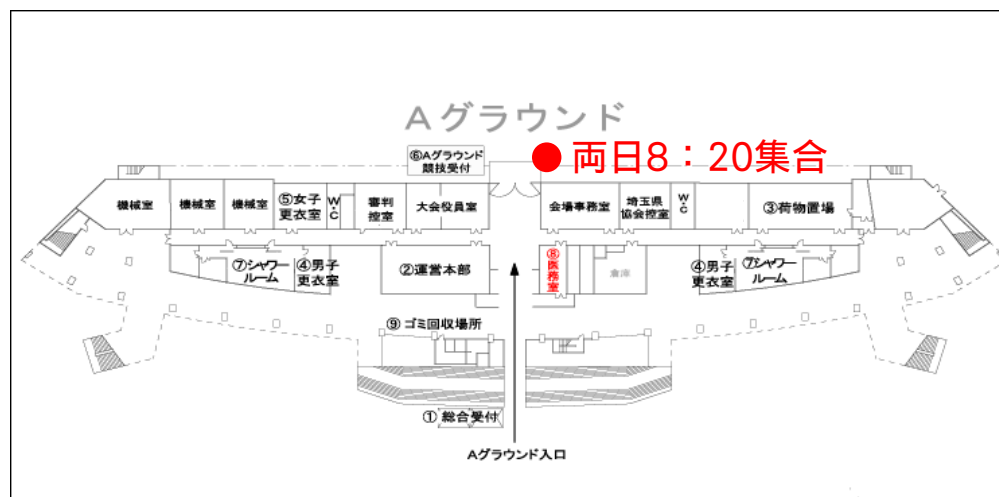 Aグラウンド
⑥Aグラウンド
競技受付
● 両日8：20集合
機械室
機械室
機械室
⑤女子
更衣室
W・C
審判
控室
大会役員室
会場事務室
埼玉県
協会控室
W・C
③荷物置場
⑦シャワー
ルーム
④男子
更衣室
②運営本部
⑧医務室
倉庫
④男子
更衣室
⑦シャワー
ルーム
⑨ ゴミ回収場所
① 総合受付
Aグラウンド入口